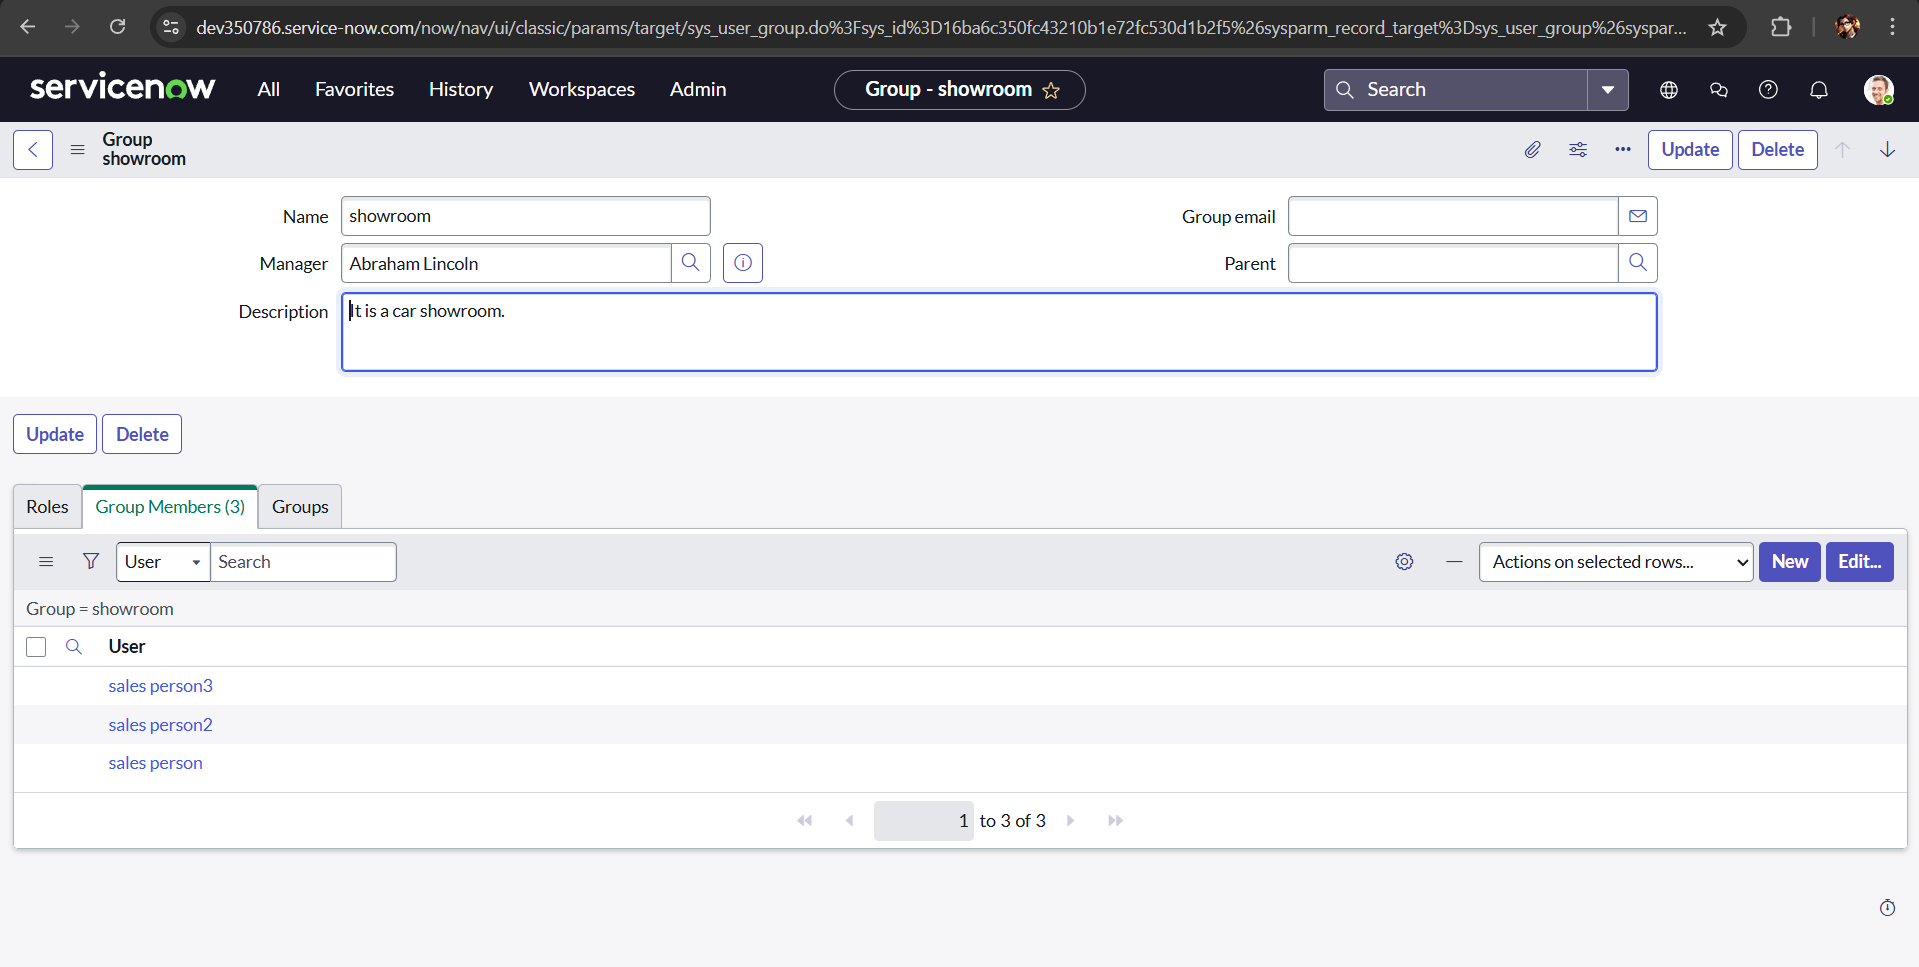 dev350786.service-now.com/now/nav/ui/classic/params/target/sys_user_group.do%3Fsys_id%3D16ba6c350fc43210b1e72fc530d1b2f5%26sysparm_record_target%3Dsys_user_group%26syspar...
servicenow All Favorites History Workspaces Admin Group - showroom Search
Group
showroom
Update Delete
Name showroom Group email
Manager Abraham Lincoln Parent
Description It is a car showroom.
Update Delete
Roles Group Members (3) Groups
User Search Actions on selected rows... New Edit...
Group = showroom
User
sales person3
sales person2
sales person
1 to 3 of 3